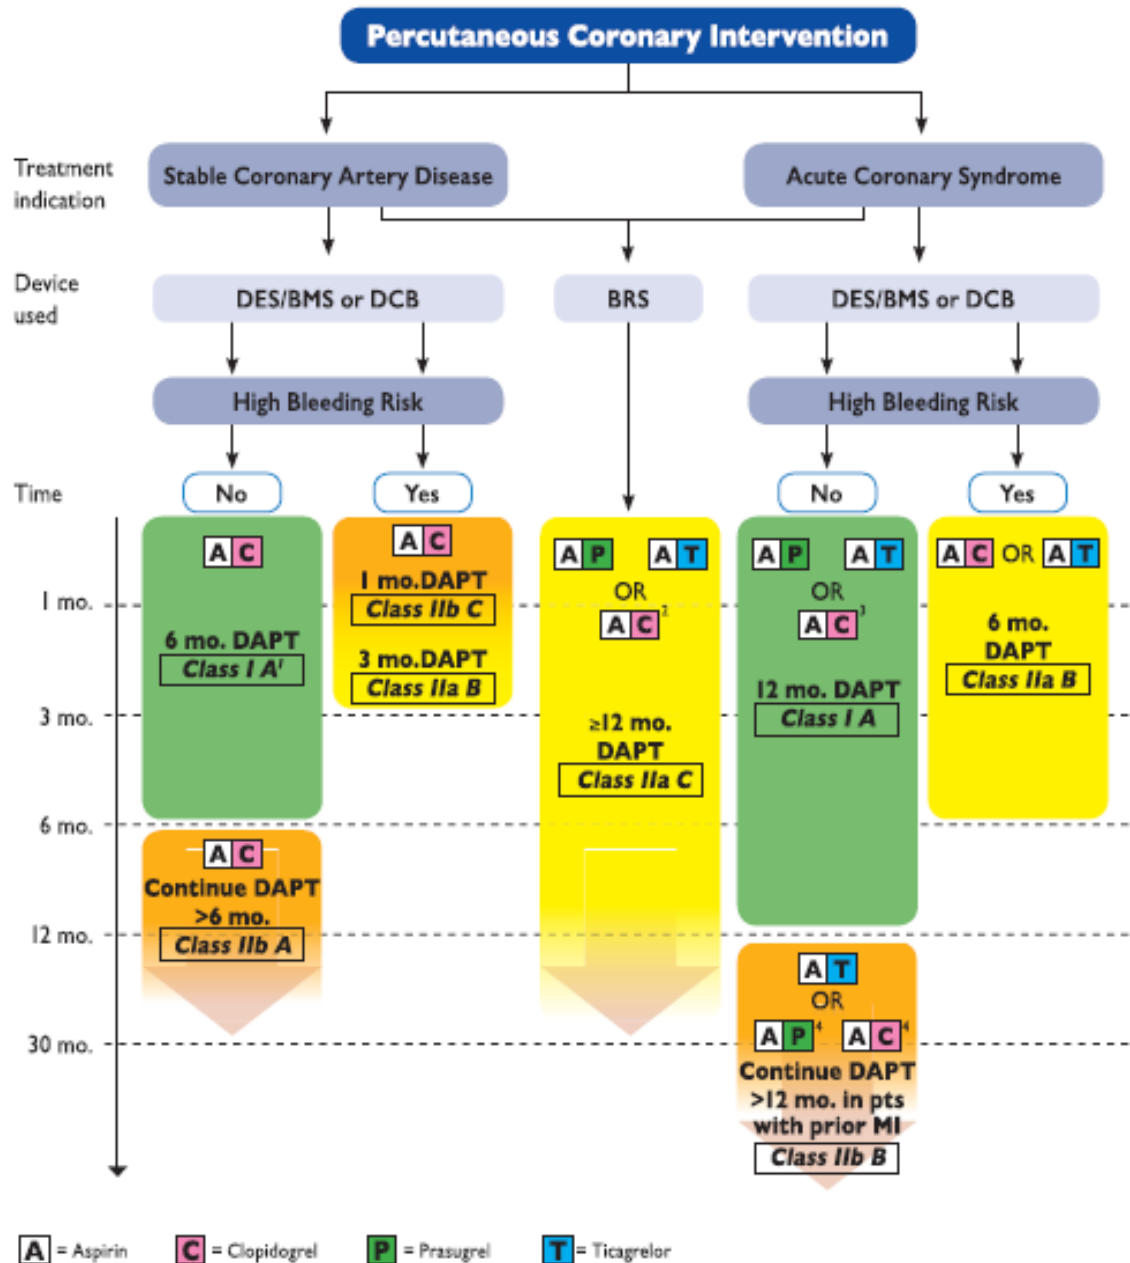 Percutaneous Coronary Intervention
Treatment
indication
Stable Coronary Artery Disease
Acute Coronary Syndrome
Device
used
DES/BMS or DCB
BRS
DES/BMS or DCB
High Bleeding Risk
High Bleeding Risk
Time
No
Yes
No
Yes
A C
6 mo. DAPT
Class I A¹
A C
1 mo.DAPT
Class IIb C
3 mo.DAPT
Class IIa B
A P A T
OR
A C²
≥12 mo.
DAPT
Class IIa C
A P A T
OR
A C³
12 mo. DAPT
Class I A
A C OR A T
6 mo.
DAPT
Class IIa B
1 mo.
3 mo.
6 mo.
12 mo.
30 mo.
A C
Continue DAPT
>6 mo.
Class IIb A
A T
OR
A P⁴ A C⁴
Continue DAPT
>12 mo. in pts
with prior MI
Class IIb B
A = Aspirin C = Clopidogrel P = Prasugrel T = Ticagrelor